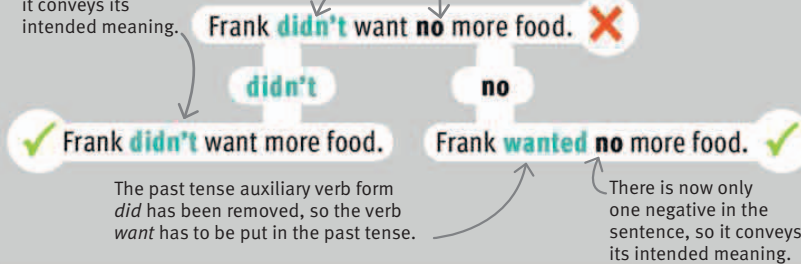 it conveys its
intended meaning.
Frank didn't want no more food.
didn't
no
Frank didn't want more food.
Frank wanted no more food.
The past tense auxiliary verb form
did has been removed, so the verb
want has to be put in the past tense.
There is now only
one negative in the
sentence, so it conveys
its intended meaning.